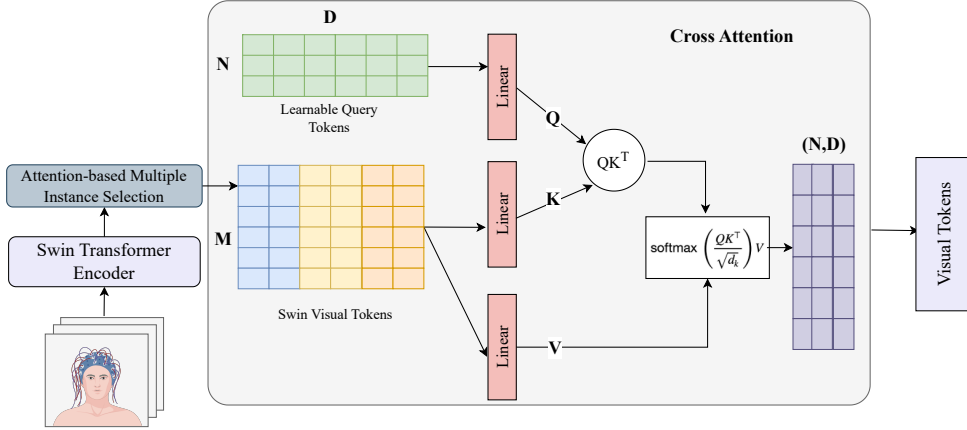 D
Cross Attention
N
Linear
Learnable Query
Tokens
Q
(N,D)
QK^T
Attention-based Multiple
Instance Selection
Linear
K
M
Swin Transformer
Encoder
softmax (QK^⊤/√d_k) V
Visual Tokens
Swin Visual Tokens
Linear
V